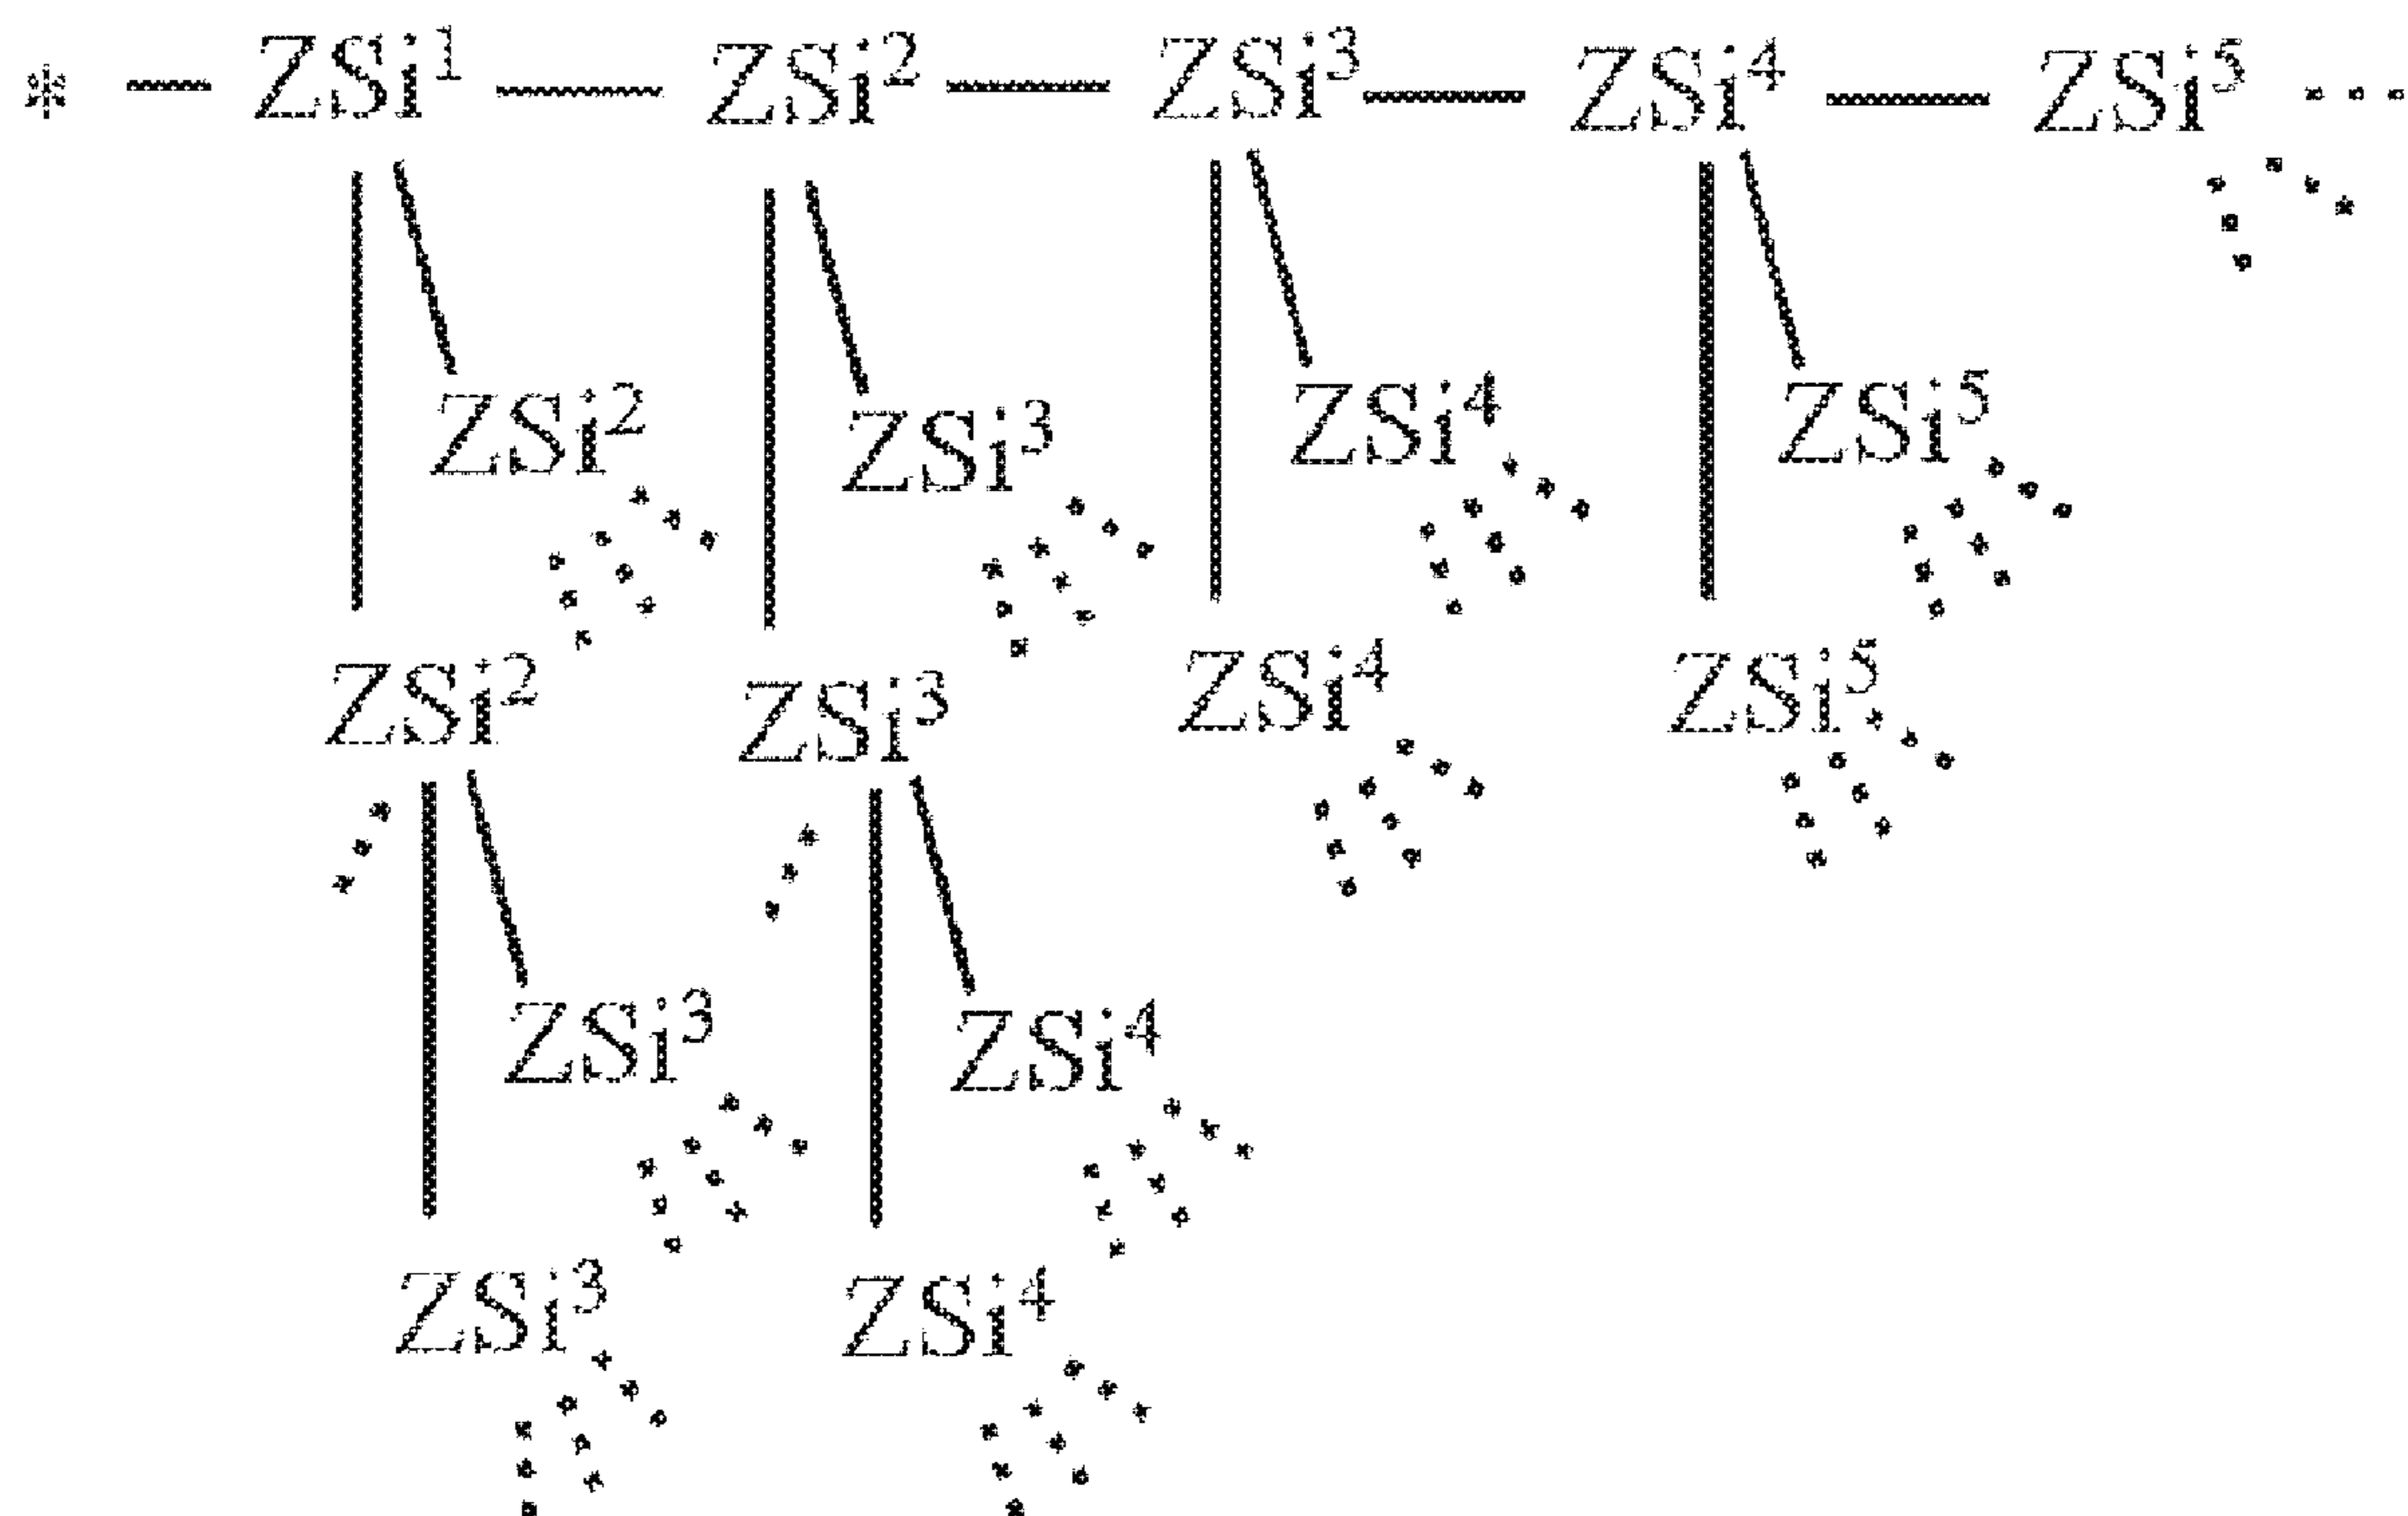 * — ZSi¹ — ZSi² — ZSi³ — ZSi⁴ — ZSi⁵ ···
ZSi² ZSi³ ZSi⁴ ZSi⁵
ZSi² ZSi³ ZSi⁴ ZSi⁵
ZSi³ ZSi⁴
ZSi³ ZSi⁴